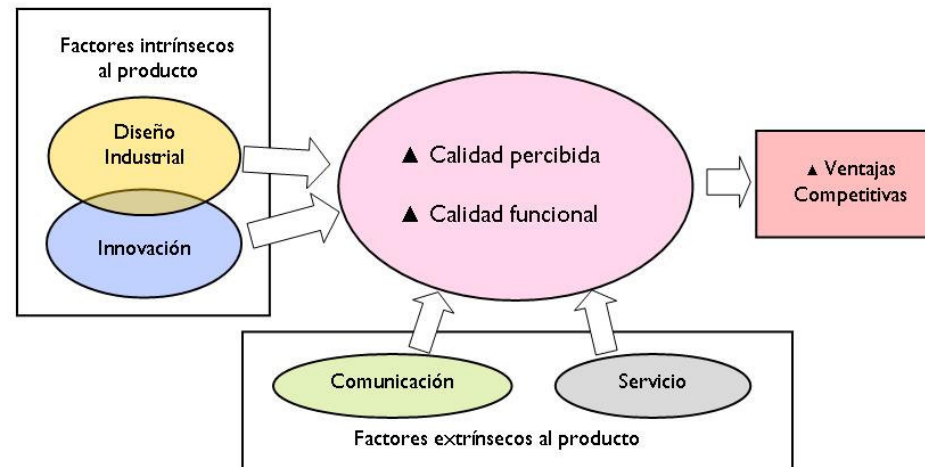 Factores intrínsecos
al producto
Diseño
Industrial
Innovación
▲ Calidad percibida
▲ Calidad funcional
▲ Ventajas
Competitivas
Comunicación
Servicio
Factores extrínsecos al producto